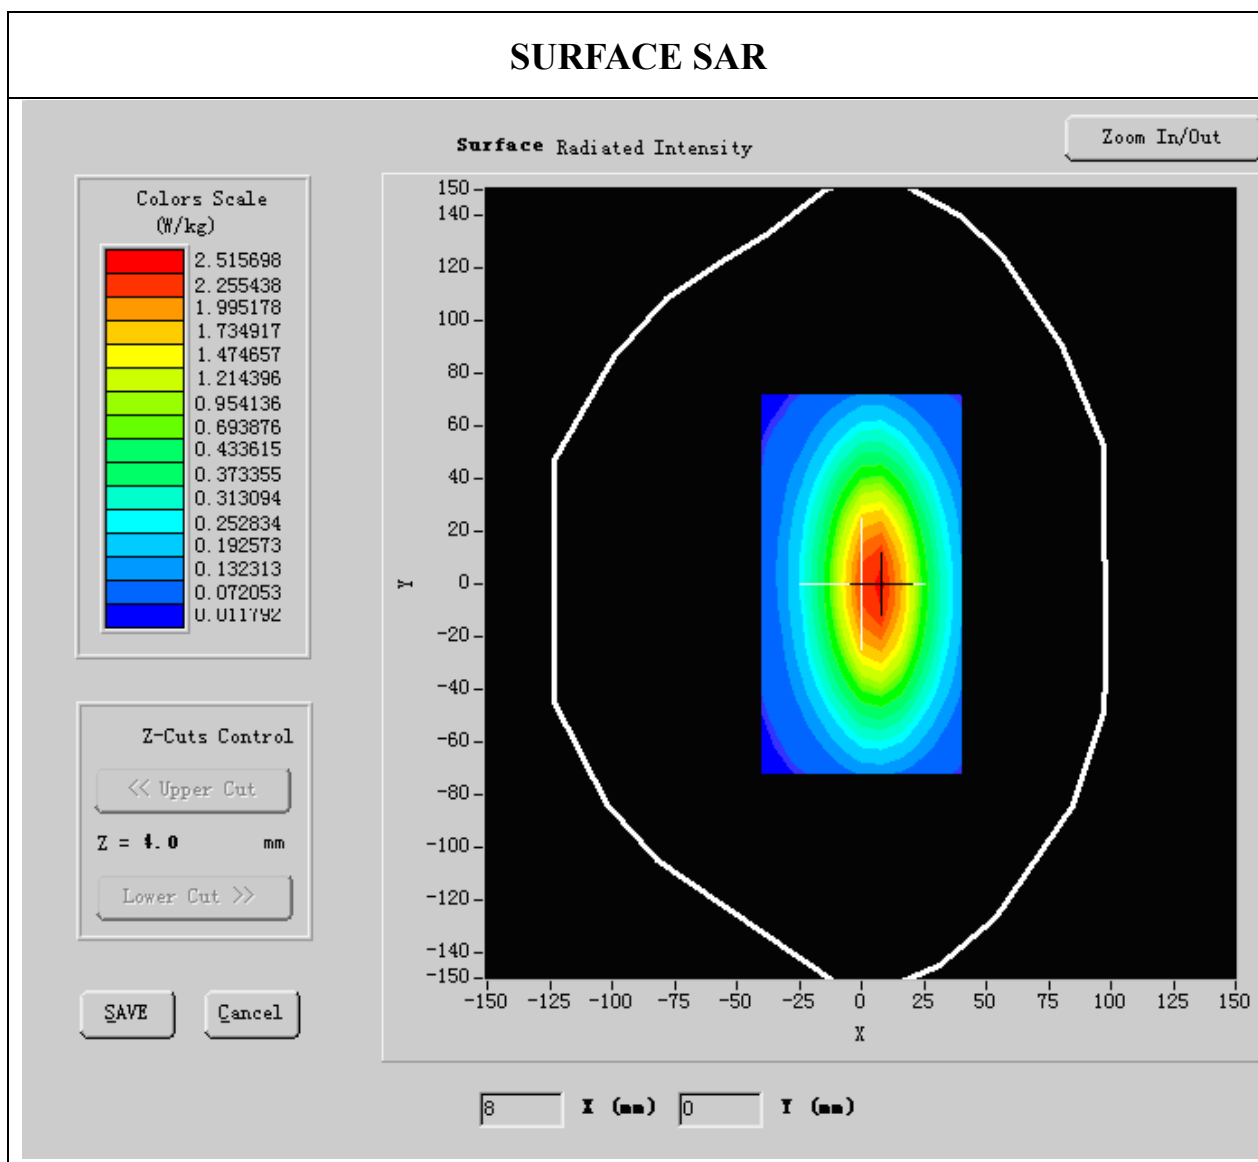 SURFACE SAR
Surface Radiated Intensity
Zoom In/Out
Colors Scale
(W/kg)
2.515698
2.255438
1.995178
1.734917
1.474657
1.214396
0.954136
0.693876
0.433615
0.373355
0.313094
0.252834
0.192573
0.132313
0.072053
0.011792
Z-Cuts Control
<< Upper Cut
Z = 4.0 mm
Lower Cut >>
SAVE Cancel
150
140
120
100
80
60
40
20
0
-20
-40
-60
-80
-100
-120
-140
-150
Y
-150 -125 -100 -75 -50 -25 0 25 50 75 100 125 150
X
8 X (mm) 0 Y (mm)